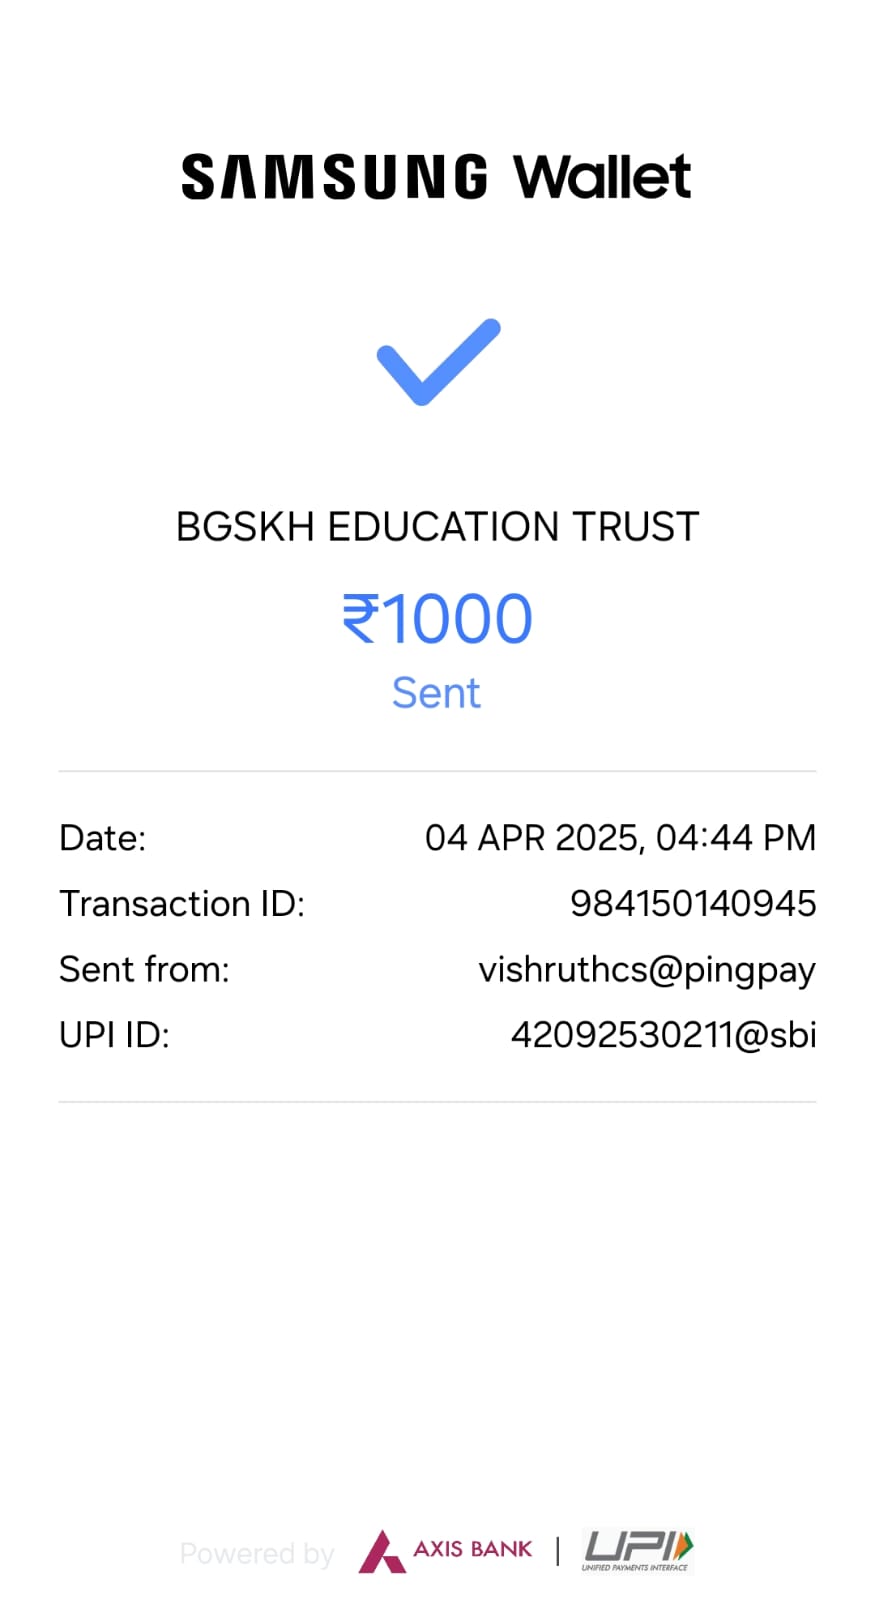 SAMSUNG Wallet
BGSKH EDUCATION TRUST
₹1000
Sent
Date: 04 APR 2025, 04:44 PM
Transaction ID: 984150140945
Sent from: vishruthcs@pingpay
UPI ID: 42092530211@sbi
Powered by AXIS BANK | UPI
UNIFIED PAYMENTS INTERFACE